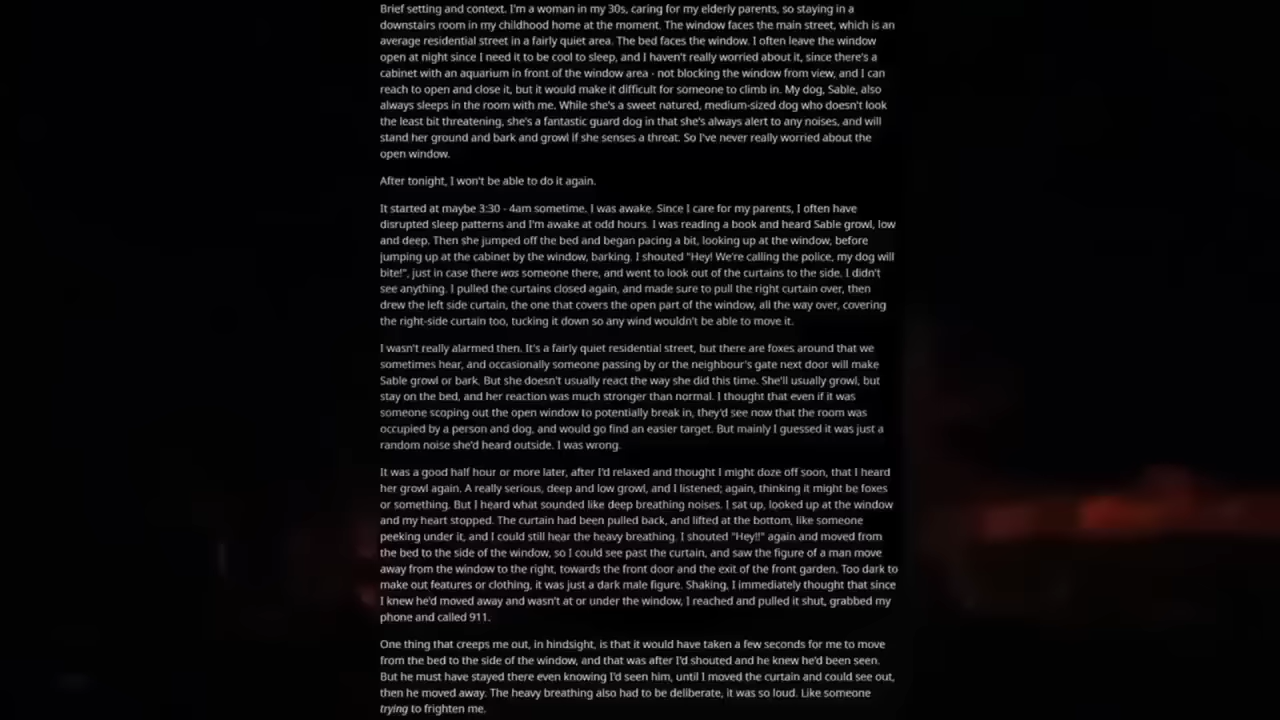 Brief setting and context. I'm a woman in my 30s, caring for my elderly parents, so staying in a
downstairs room in my childhood home at the moment. The window faces the main street, which is an
average residential street in a fairly quiet area. The bed faces the window. I often leave the window
open at night since I need it to be cool to sleep, and I haven't really worried about it, since there's a
cabinet with an aquarium in front of the window area - not blocking the window from view, and I can
reach to open and close it, but it would make it difficult for someone to climb in. My dog, Sable, also
always sleeps in the room with me. While she's a sweet natured, medium-sized dog who doesn't look
the least bit threatening, she's a fantastic guard dog in that she's always alert to any noises, and will
stand her ground and bark and growl if she senses a threat. So I've never really worried about the
open window.
After tonight, I won't be able to do it again.
It started at maybe 3:30 - 4am sometime. I was awake. Since I care for my parents, I often have
disrupted sleep patterns and I'm awake at odd hours. I was reading a book and heard Sable growl, low
and deep. Then she jumped off the bed and began pacing a bit, looking up at the window, before
jumping up at the cabinet by the window, barking. I shouted "Hey! We're calling the police, my dog will
bite!", just in case there was someone there, and went to look out of the curtains to the side. I didn't
see anything. I pulled the curtains closed again, and made sure to pull the right curtain over, then
drew the left side curtain, the one that covers the open part of the window, all the way over, covering
the right-side curtain too, tucking it down so any wind wouldn't be able to move it.
I wasn't really alarmed then. It's a fairly quiet residential street, but there are foxes around that we
sometimes hear, and occasionally someone passing by or the neighbour's gate next door will make
Sable growl or bark. But she doesn't usually react the way she did this time. She'll usually growl, but
stay on the bed, and her reaction was much stronger than normal. I thought that even if it was
someone scoping out the open window to potentially break in, they'd see now that the room was
occupied by a person and dog, and would go find an easier target. But mainly I guessed it was just a
random noise she'd heard outside. I was wrong.
It was a good half hour or more later, after I'd relaxed and thought I might doze off soon, that I heard
her growl again. A really serious, deep and low growl, and I listened; again, thinking it might be foxes
or something. But I heard what sounded like deep breathing noises. I sat up, looked up at the window
and my heart stopped. The curtain had been pulled back, and lifted at the bottom, like someone
peeking under it, and I could still hear the heavy breathing. I shouted "Hey!!" again and moved from
the bed to the side of the window, so I could see past the curtain, and saw the figure of a man move
away from the window to the right, towards the front door and the exit of the front garden. Too dark to
make out features or clothing, it was just a dark male figure. Shaking, I immediately thought that since
I knew he'd moved away and wasn't at or under the window, I reached and pulled it shut, grabbed my
phone and called 911.
One thing that creeps me out, in hindsight, is that it would have taken a few seconds for me to move
from the bed to the side of the window, and that was after I'd shouted and he knew he'd been seen.
But he must have stayed there even knowing I'd seen him, until I moved the curtain and could see out,
then he moved away. The heavy breathing also had to be deliberate, it was so loud. Like someone
trying to frighten me.